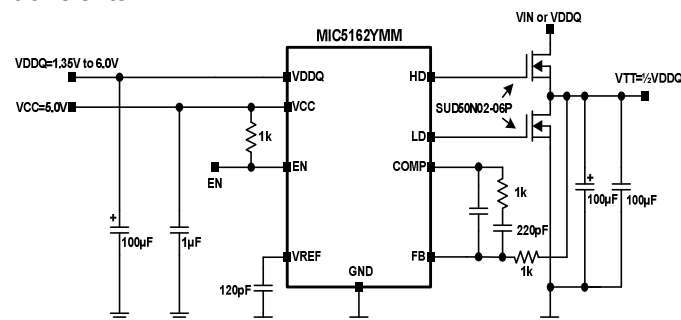 VIN or VDDQ
MIC5162YMM
VDDQ=1.35V to 6.0V
VDDQ
HD
VTT=½VDDQ
VCC=5.0V
VCC
SUD50N02-06P
1k
LD
EN
EN
COMP
1k
+
100µF
100µF
+
100µF
1µF
220pF
VREF
FB
1k
GND
120pF